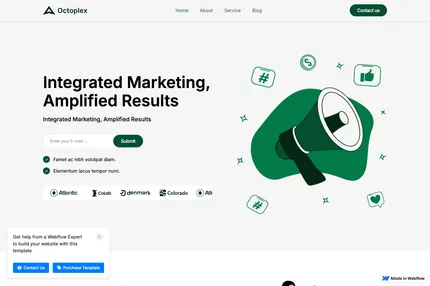 Octoplex
Home
About
Service
Blog
Contact us
Integrated Marketing,
Amplified Results
Integrated Marketing, Amplified Results
Enter your E-mail ...
Submit
Famet ac nibh volutpat diam.
Elementum lacus tempor nunc.
Atlantic
Colab
denmark
Colorado
Atl
Get help from a Webflow Expert
to build your website with this
template.
Contact Us
Purchase Template
Made in Webflow